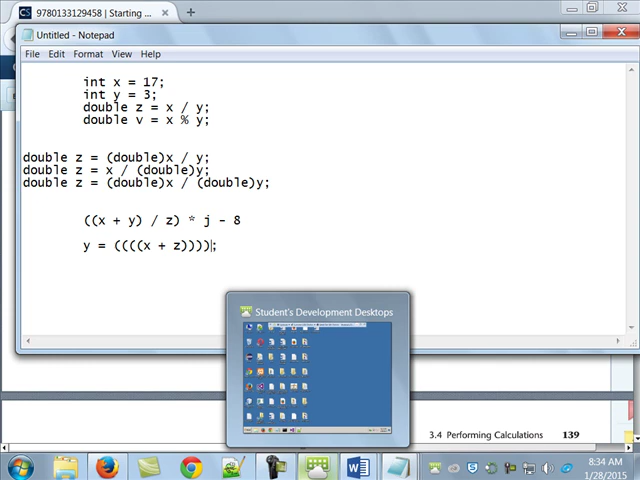 9780133129458 | Starting ...
Untitled - Notepad
File Edit Format View Help
int x = 17;
int y = 3;
double z = x / y;
double v = x % y;
double z = (double)x / y;
double z = x / (double)y;
double z = (double)x / (double)y;
((x + y) / z) * j - 8
y = ((((x + z))));
Student's Development Desktops
3.4 Performing Calculations 139
8:34 AM
1/28/2015